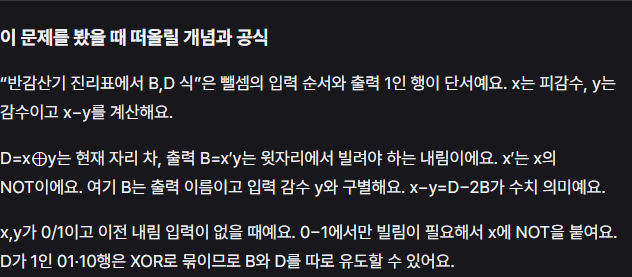 이 문제를 봤을 때 떠올릴 개념과 공식
“반감산기 진리표에서 B,D 식”은 뺄셈의 입력 순서와 출력 1인 행이 단서예요. x는 피감수, y는
감수이고 x−y를 계산해요.
D=x⊕y는 현재 자리 차, 출력 B=x′y는 윗자리에서 빌려야 하는 내림이에요. x′는 x의
NOT이에요. 여기 B는 출력 이름이고 입력 감수 y와 구별해요. x−y=D−2B가 수치 의미예요.
x,y가 0/1이고 이전 내림 입력이 없을 때예요. 0−1에서만 빌림이 필요해서 x에 NOT을 붙여요.
D가 1인 01·10행은 XOR로 묶이므로 B와 D를 따로 유도할 수 있어요.